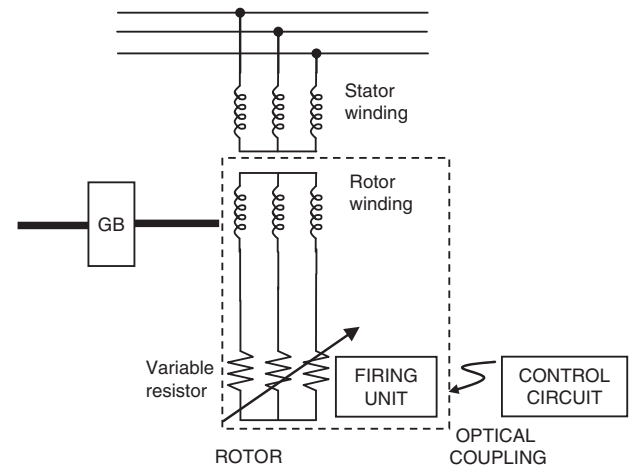 Stator
winding
Rotor
winding
GB
Variable
resistor
FIRING
UNIT
CONTROL
CIRCUIT
OPTICAL
COUPLING
ROTOR